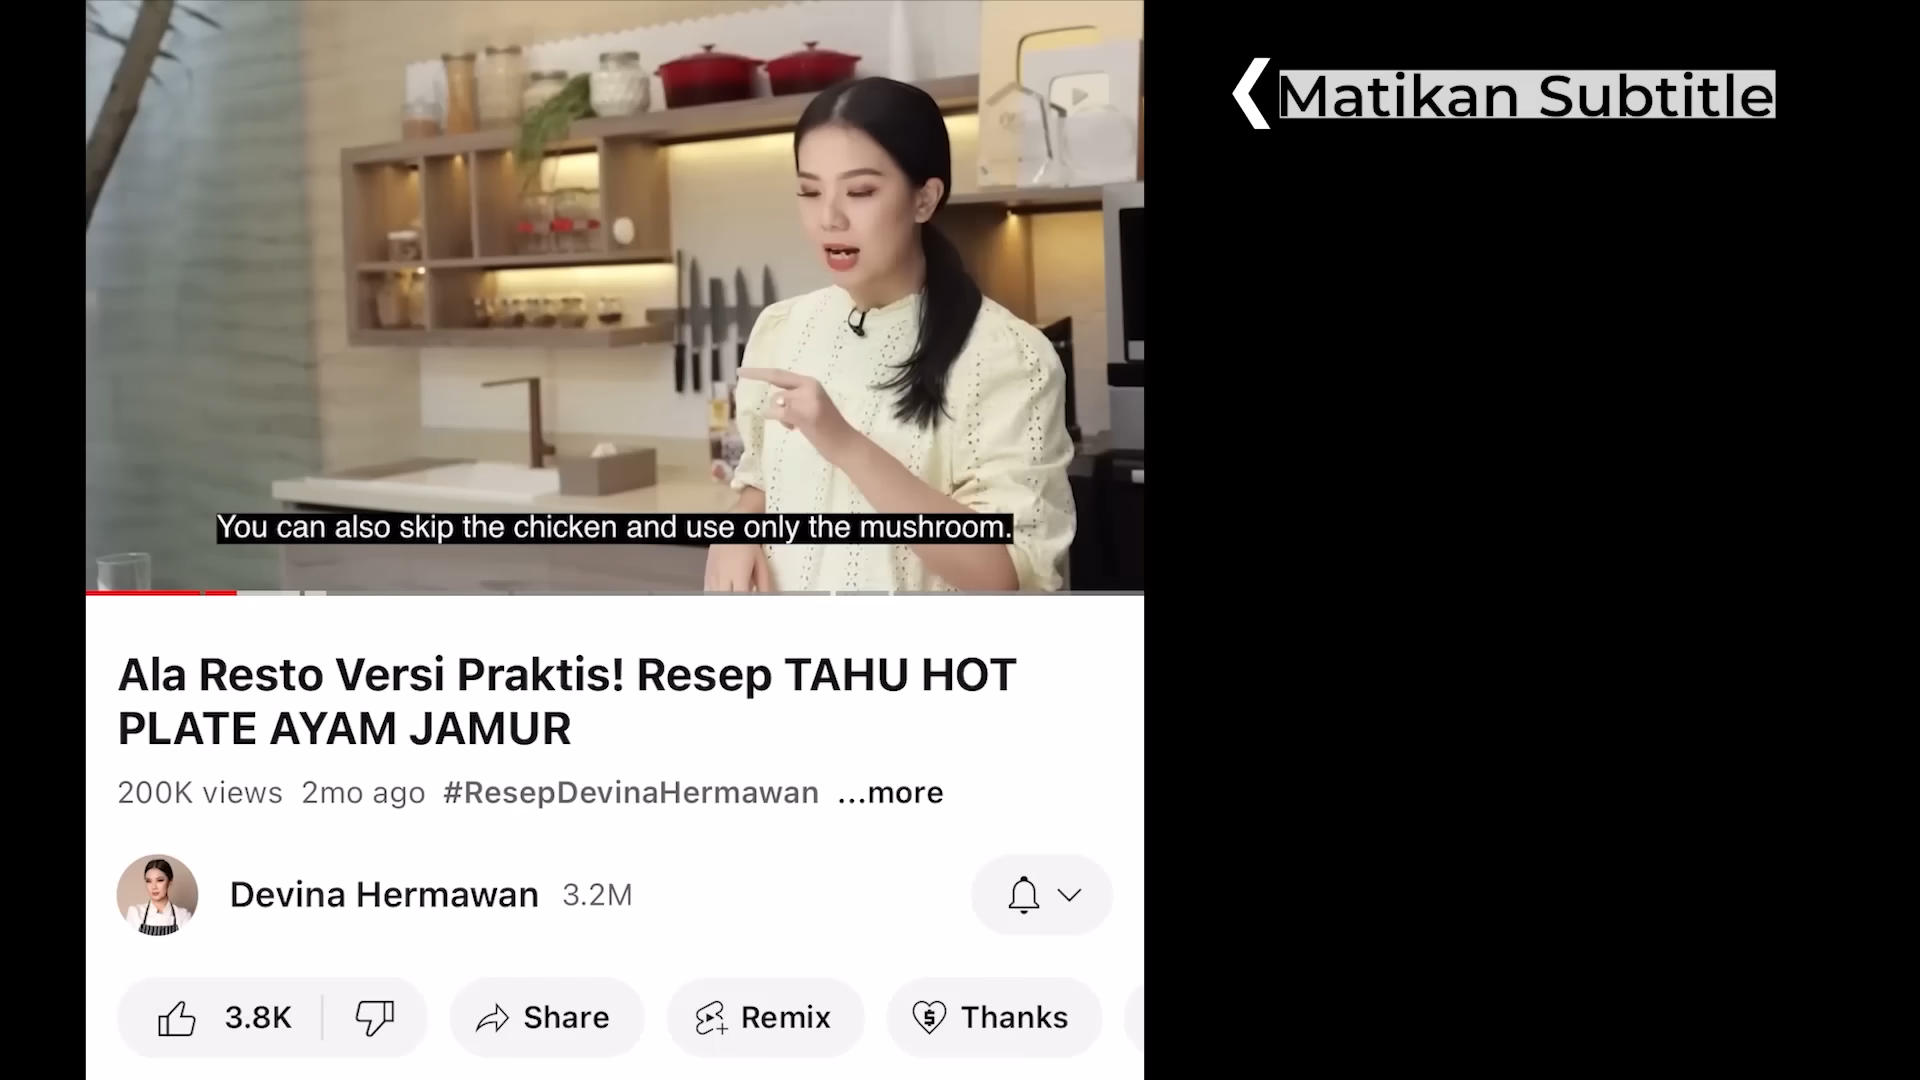 Matikan Subtitle
You can also skip the chicken and use only the mushroom.
Ala Resto Versi Praktis! Resep TAHU HOT
PLATE AYAM JAMUR
200K views 2mo ago #ResepDevinaHermawan ...more
Devina Hermawan 3.2M
3.8K Share Remix Thanks